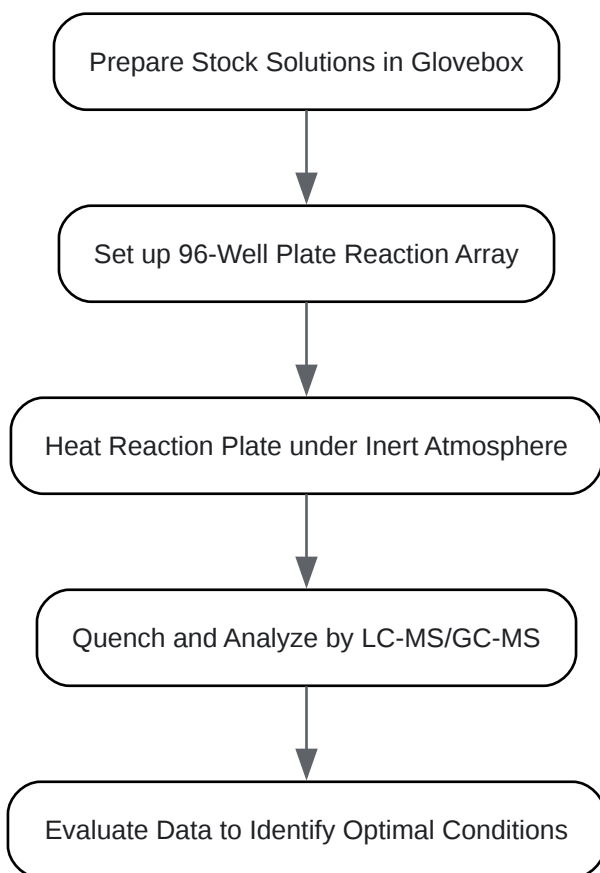 Prepare Stock Solutions in Glovebox
Set up 96-Well Plate Reaction Array
Heat Reaction Plate under Inert Atmosphere
Quench and Analyze by LC-MS/GC-MS
Evaluate Data to Identify Optimal Conditions